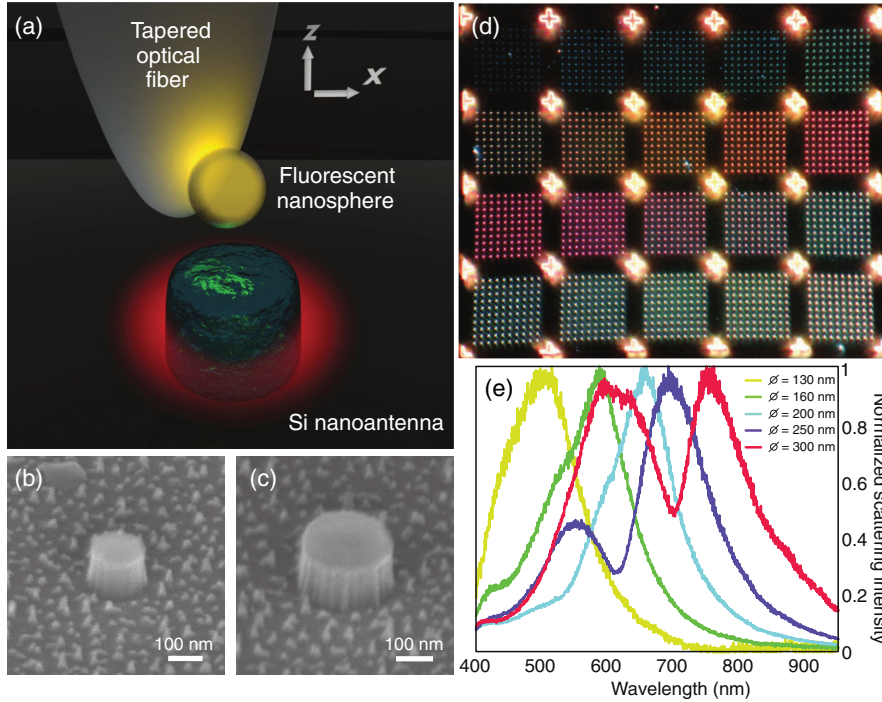 (a)
Tapered
optical
fiber
z
x
Fluorescent
nanosphere
Si nanoantenna
(b)
100 nm
(c)
100 nm
(d)
(e)
∅ = 130 nm
∅ = 160 nm
∅ = 200 nm
∅ = 250 nm
∅ = 300 nm
1
0.8
0.6
0.4
0.2
0
Normalized scattering intensity
400 500 600 700 800 900
Wavelength (nm)